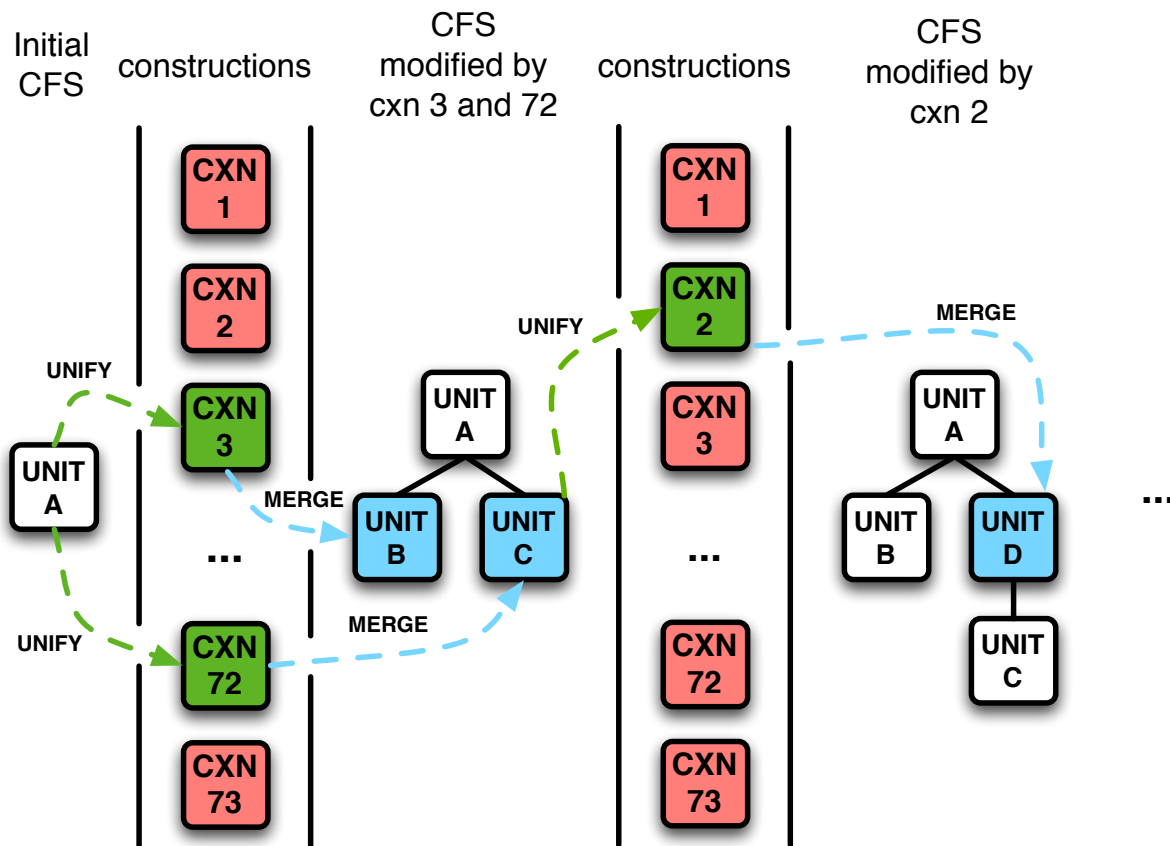 Initial
CFS
constructions
CFS
modified by
cxn 3 and 72
constructions
CFS
modified by
cxn 2
UNIT
A
UNIFY
UNIFY
CXN
1
CXN
2
CXN
3
...
CXN
72
CXN
73
MERGE
MERGE
UNIT
A
UNIT
B
UNIT
C
UNIFY
CXN
1
CXN
2
CXN
3
...
CXN
72
CXN
73
MERGE
UNIT
A
UNIT
B
UNIT
D
UNIT
C
...